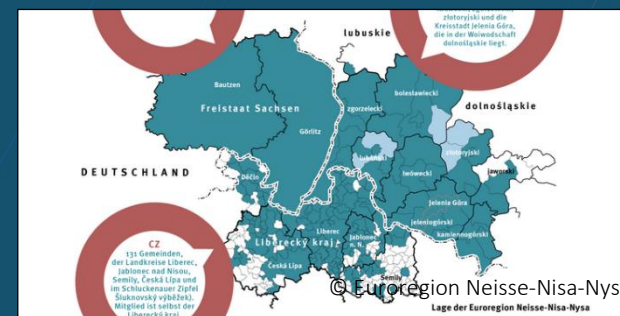 lubuskie
złotoryjski und die
Kreisstadt Jelenia Góra,
die in der Woiwodschaft
dolnośląskie liegt.
Bautzen
bolesławiecki
Freistaat Sachsen
zgorzelecki
dolnośląskie
Görlitz
złotoryjski
lubański
DEUTSCHLAND
Děčín
lwówecki
jaworski
Jelenia Góra
jeleniogórski
kamiennogórski
CZ
131 Gemeinden,
der Landkreise Liberec,
Jablonec nad Nisou,
Semily, Česká Lípa und
im Schluckenauer Zipfel
Šluknovský výběžek).
Mitglied ist selbst der
Liberecký kraj
Liberec
Liberecký kraj
Jablonec
n. N.
Česká Lípa
Semily
© Euroregion Neisse-Nisa-Nys
Lage der Euroregion Neisse-Nisa-Nysa